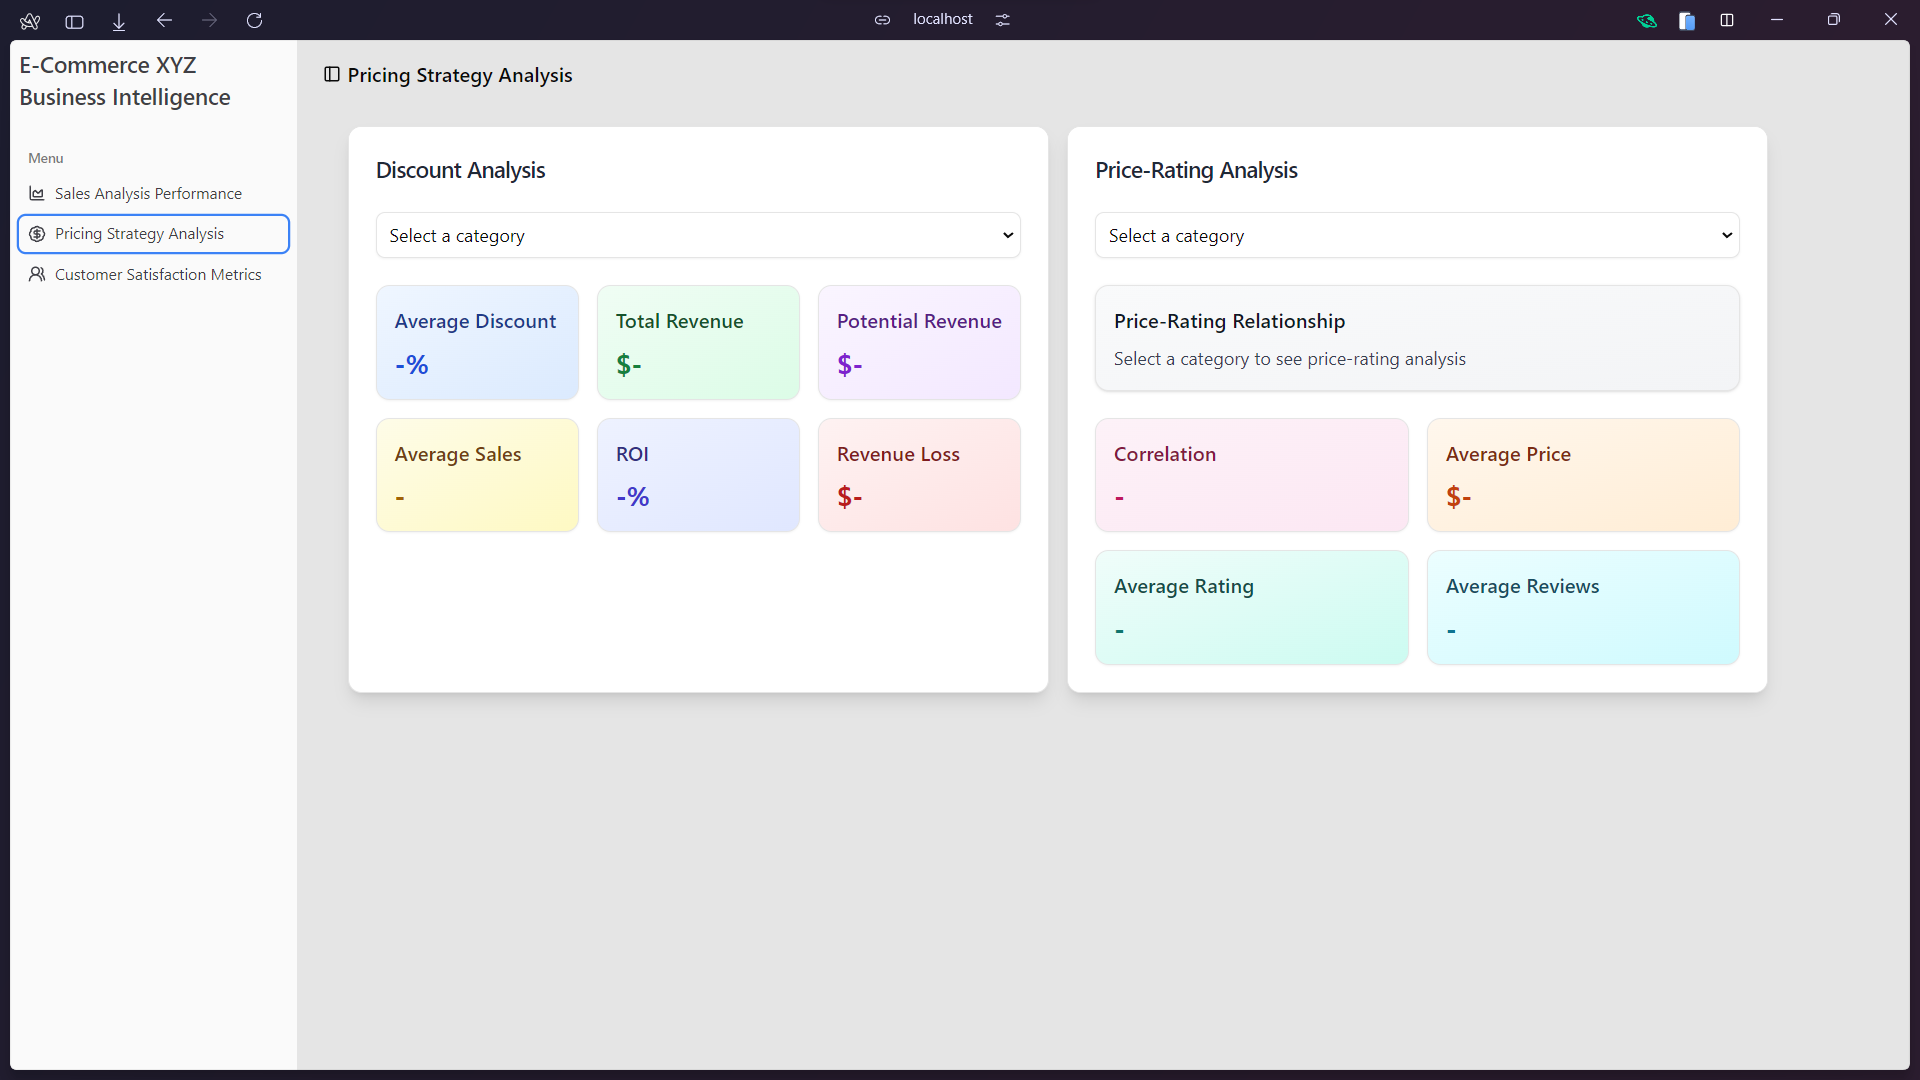 localhost
E-Commerce XYZ
Business Intelligence
Menu
Sales Analysis Performance
Pricing Strategy Analysis
Customer Satisfaction Metrics
Pricing Strategy Analysis
Discount Analysis
Select a category
Average Discount
-%
Total Revenue
$-
Potential Revenue
$-
Average Sales
-
ROI
-%
Revenue Loss
$-
Price-Rating Analysis
Select a category
Price-Rating Relationship
Select a category to see price-rating analysis
Correlation
-
Average Price
$-
Average Rating
-
Average Reviews
-